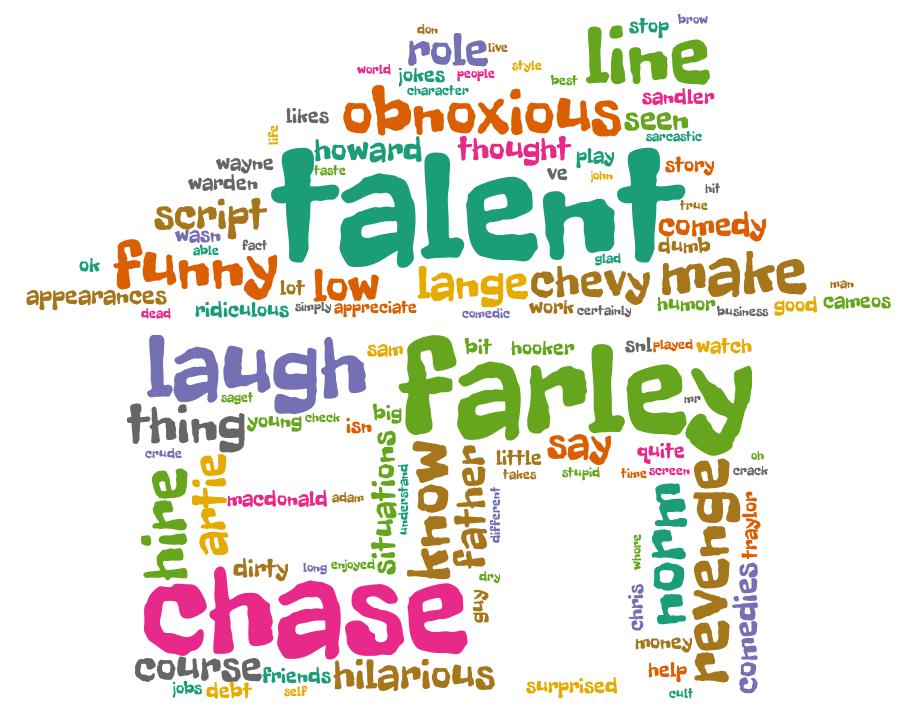 don
brow
stop
role
live
line
world
jokes
people
style
best
character
sandler
likes
obnoxious
seen
life
sarcastic
howard
thought
play
wayne
taste
talent
ve
john
story
warden
hit
true
script
comedy
wasn
able
fact
dumb
glad
ok
funny
lot
low
lange
chevy
make
man
appearances
dead
ridiculous
simply
appreciate
comedic
work
certainly
humor
business
good
cameos
laugh
sam
farley
bit
hooker
snl
played
watch
saget
mr
thing
young
check
isn
big
crude
little
say
quite
oh
takes
stupid
time
screen
crack
hire
artie
macdonald
adam
situations
understand
know
father
different
whore
norm
revenge
traylor
dirty
long
enjoyed
dry
guy
chris
comedies
chase
money
course
friends
hilarious
help
jobs
debt
self
surprised
cult